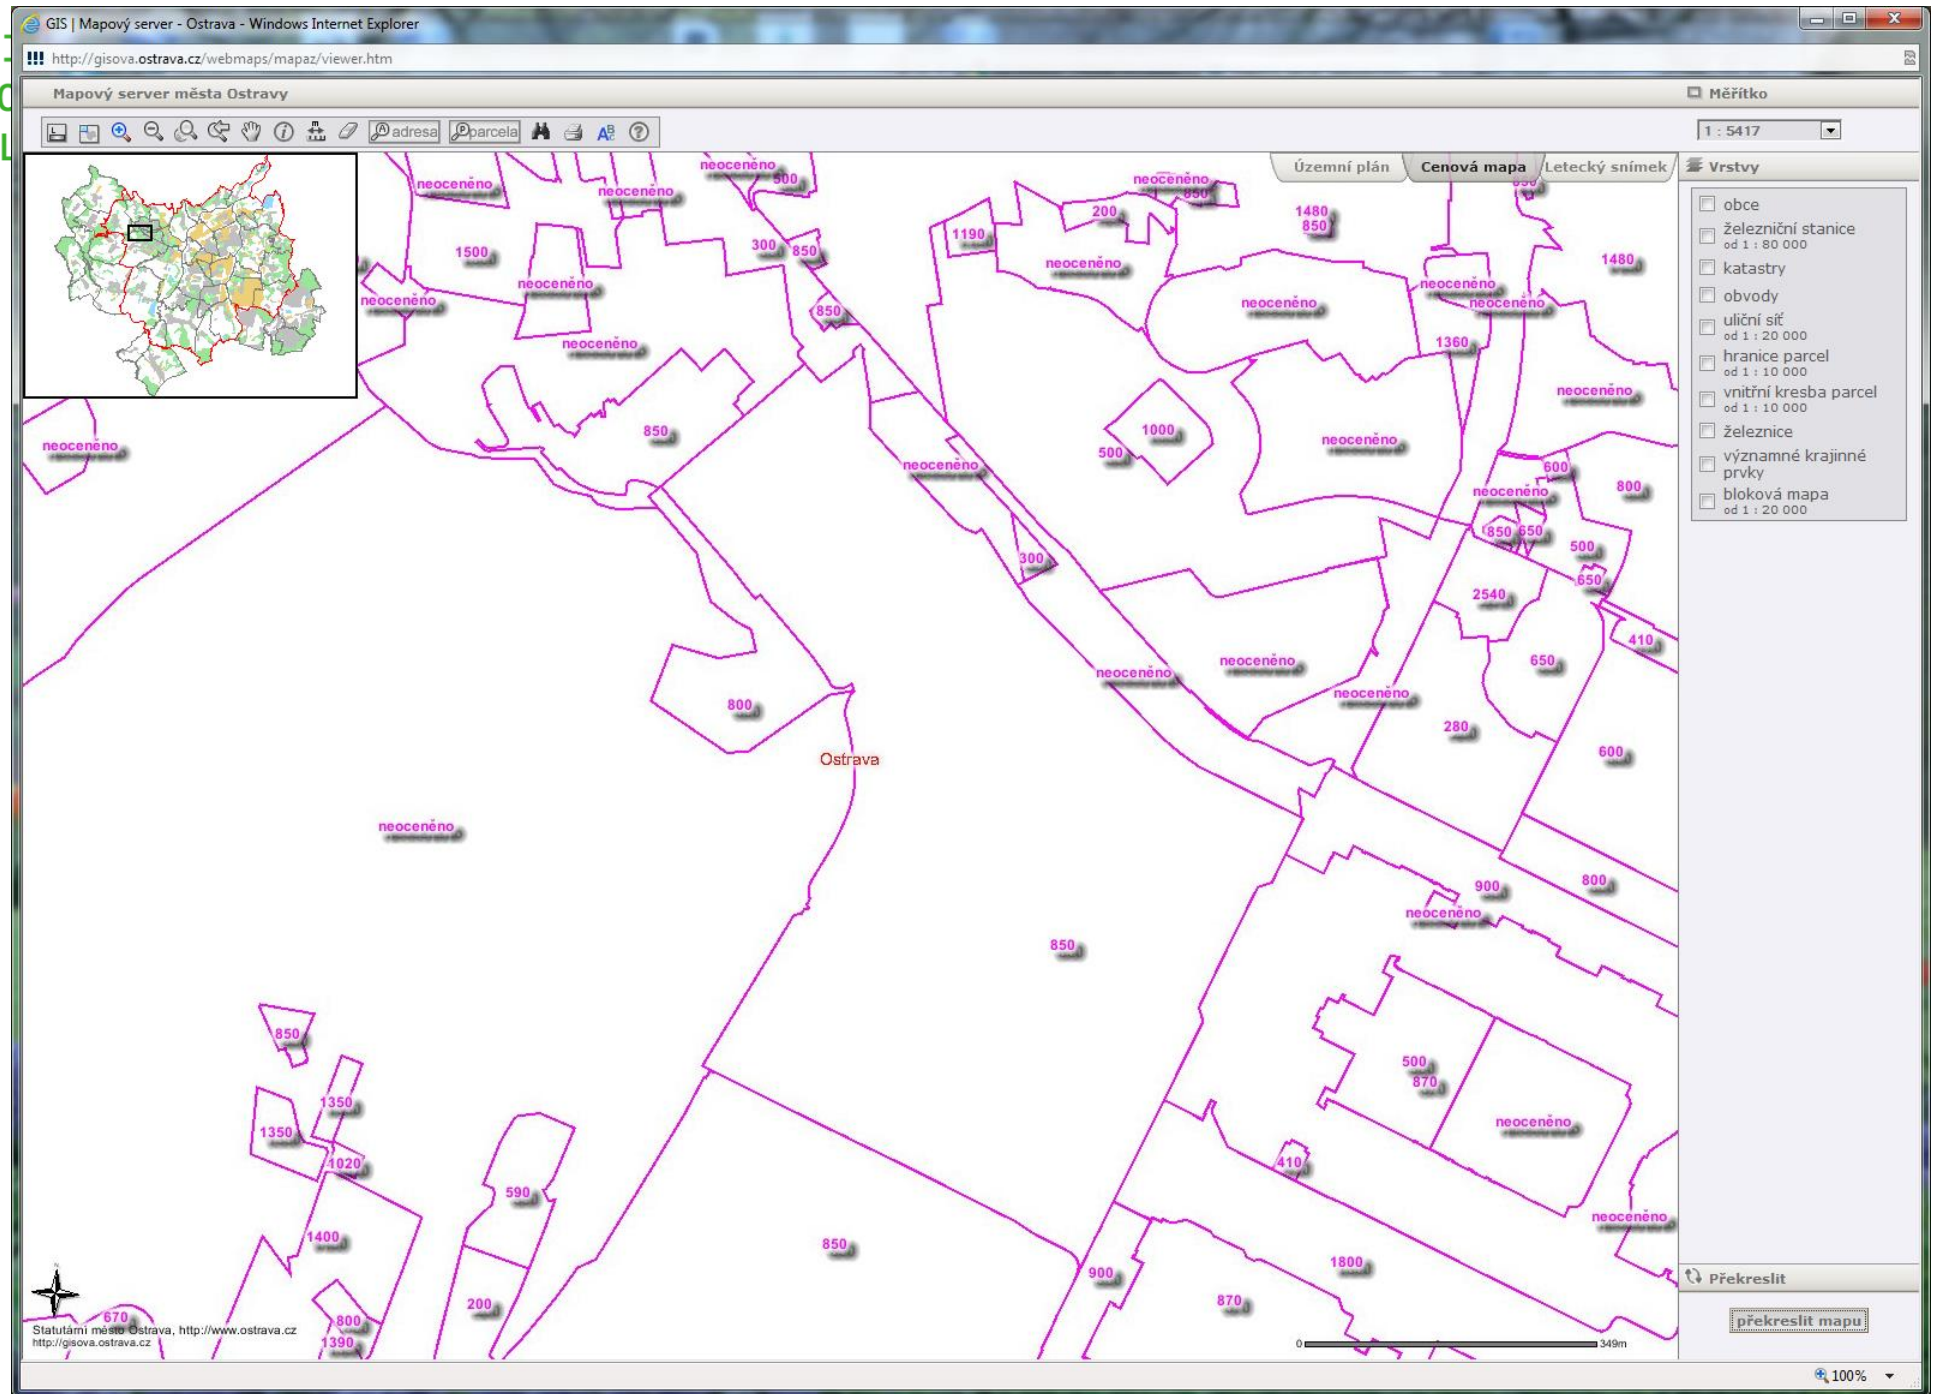 GIS | Mapový server - Ostrava - Windows Internet Explorer
http://gisova.ostrava.cz/webmaps/mapaz/viewer.htm
Mapový server města Ostravy
Měřítko
adresa
parcela
1 : 5417
Územní plán
Cenová mapa
Letecký snímek
Vrstvy
obce
železniční stanice
od 1 : 80 000
katastry
obvody
uliční síť
od 1 : 20 000
hranice parcel
od 1 : 10 000
vnitřní kresba parcel
od 1 : 10 000
železnice
významné krajinné
prvky
bloková mapa
od 1 : 20 000
neoceněno
500
neoceněno
neoceněno
neoceněno
850
200
1480
850
1190
300
850
1500
1480
neoceněno
neoceněno
neoceněno
neoceněno
neoceněno
neoceněno
850
neoceněno
1360
neoceněno
850
1000
neoceněno
neoceněno
500
neoceněno
600
800
neoceněno
850
650
500
300
650
2540
410
neoceněno
650
neoceněno
neoceněno
800
280
600
Ostrava
neoceněno
800
900
neoceněno
850
850
500
870
1350
neoceněno
1350
1020
410
590
neoceněno
1400
850
1800
900
870
200
670
800
1390
Statutární město Ostrava, http://www.ostrava.cz
http://gisova.ostrava.cz
0
349m
Překreslit
překreslit mapu
100%